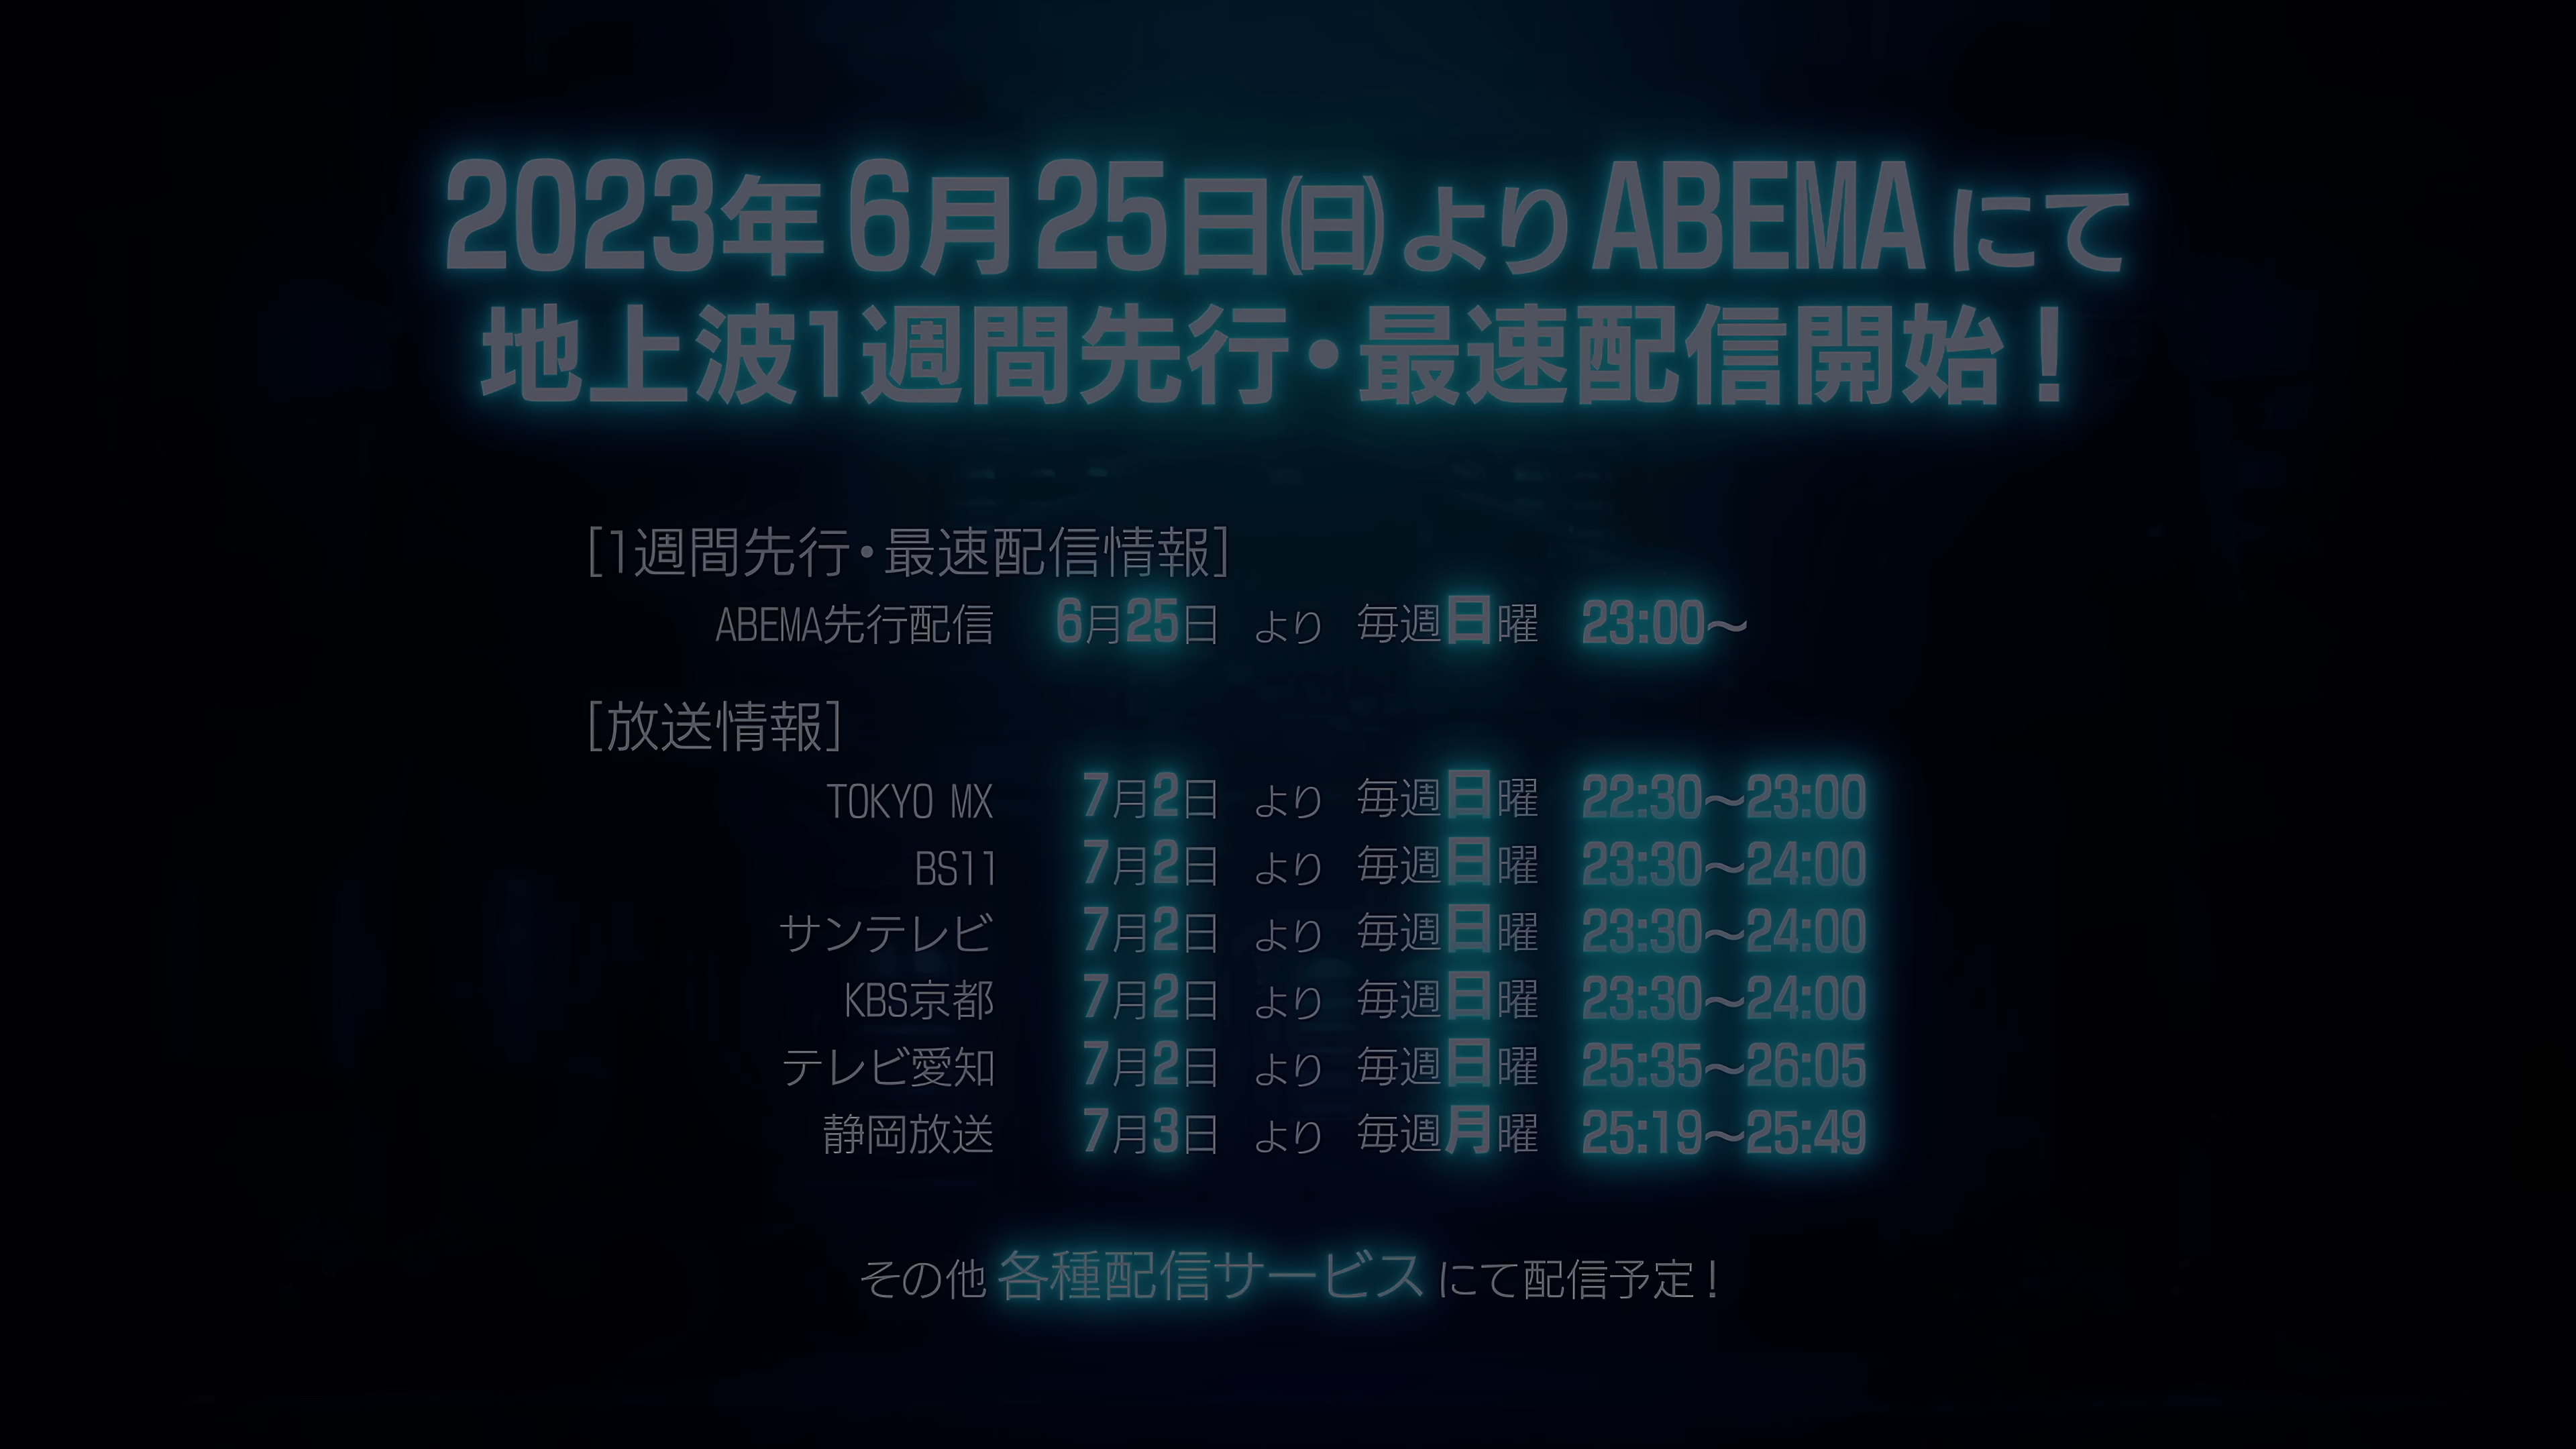 2023年6月25日(日)よりABEMAにて
地上波1週間先行・最速配信開始！
[1週間先行・最速配信情報]
ABEMA先行配信 6月25日 より 毎週日曜 23:00～
[放送情報]
TOKYO MX 7月2日 より 毎週日曜 22:30～23:00
BS11 7月2日 より 毎週日曜 23:30～24:00
サンテレビ 7月2日 より 毎週日曜 23:30～24:00
KBS京都 7月2日 より 毎週日曜 23:30～24:00
テレビ愛知 7月2日 より 毎週日曜 25:35～26:05
静岡放送 7月3日 より 毎週月曜 25:19～25:49
その他 各種配信サービス にて配信予定！